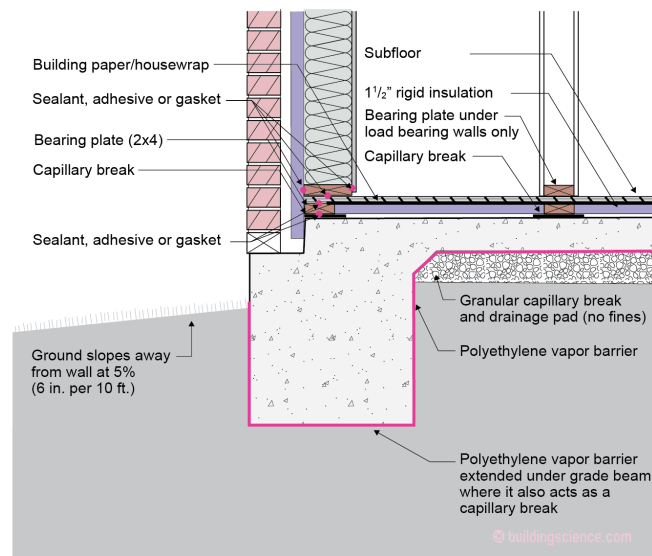 Building paper/housewrap
Sealant, adhesive or gasket
Bearing plate (2x4)
Capillary break
Sealant, adhesive or gasket
Ground slopes away
from wall at 5%
(6 in. per 10 ft.)
Subfloor
1 1/2” rigid insulation
Bearing plate under
load bearing walls only
Capillary break
Granular capillary break
and drainage pad (no fines)
Polyethylene vapor barrier
Polyethylene vapor barrier
extended under grade beam
where it also acts as a
capillary break
© buildingscience.com